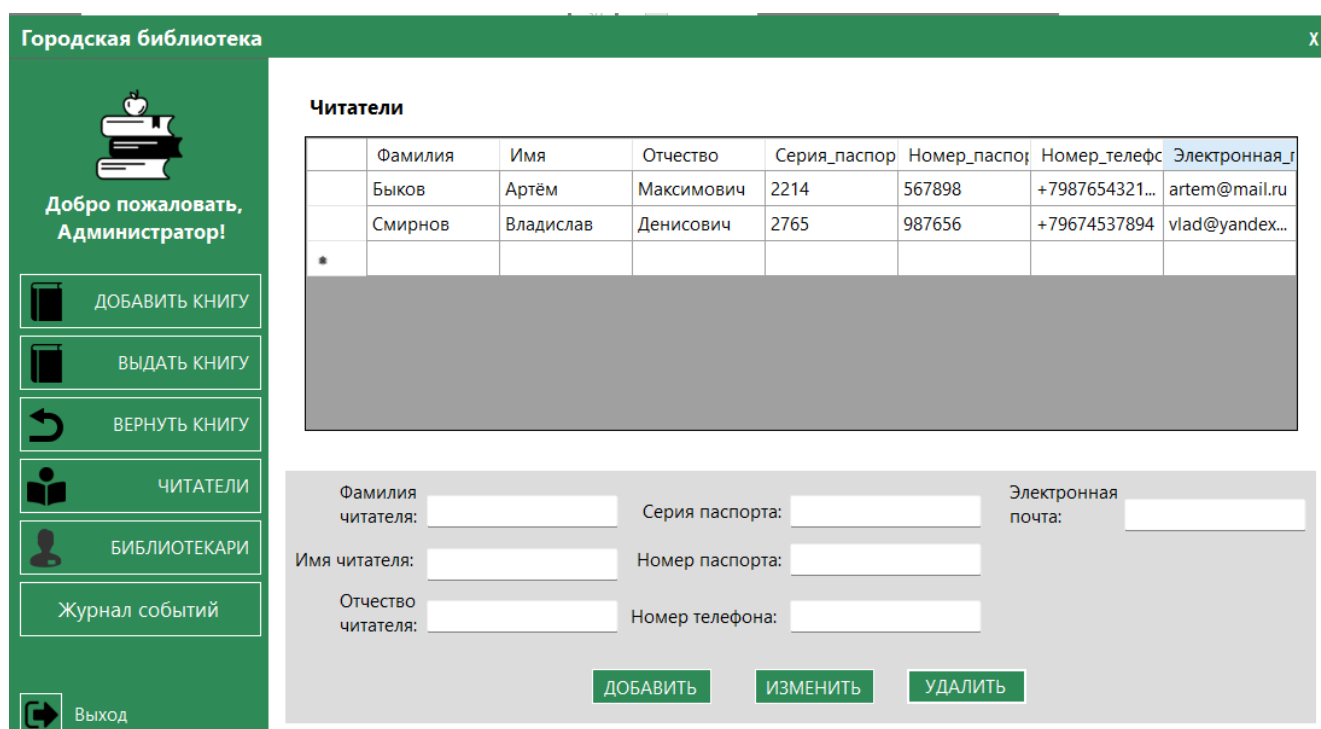 Городская библиотека
X
Добро пожаловать,
Администратор!
ДОБАВИТЬ КНИГУ
ВЫДАТЬ КНИГУ
ВЕРНУТЬ КНИГУ
ЧИТАТЕЛИ
БИБЛИОТЕКАРИ
Журнал событий
Выход
Читатели
Фамилия Имя Отчество Серия_паспор Номер_паспор Номер_телефо Электронная_п
Быков Артём Максимович 2214 567898 +7987654321... artem@mail.ru
Смирнов Владислав Денисович 2765 987656 +79674537894 vlad@yandex...
Фамилия
читателя:
Имя читателя:
Отчество
читателя:
Серия паспорта:
Номер паспорта:
Номер телефона:
Электронная
почта:
ДОБАВИТЬ ИЗМЕНИТЬ УДАЛИТЬ